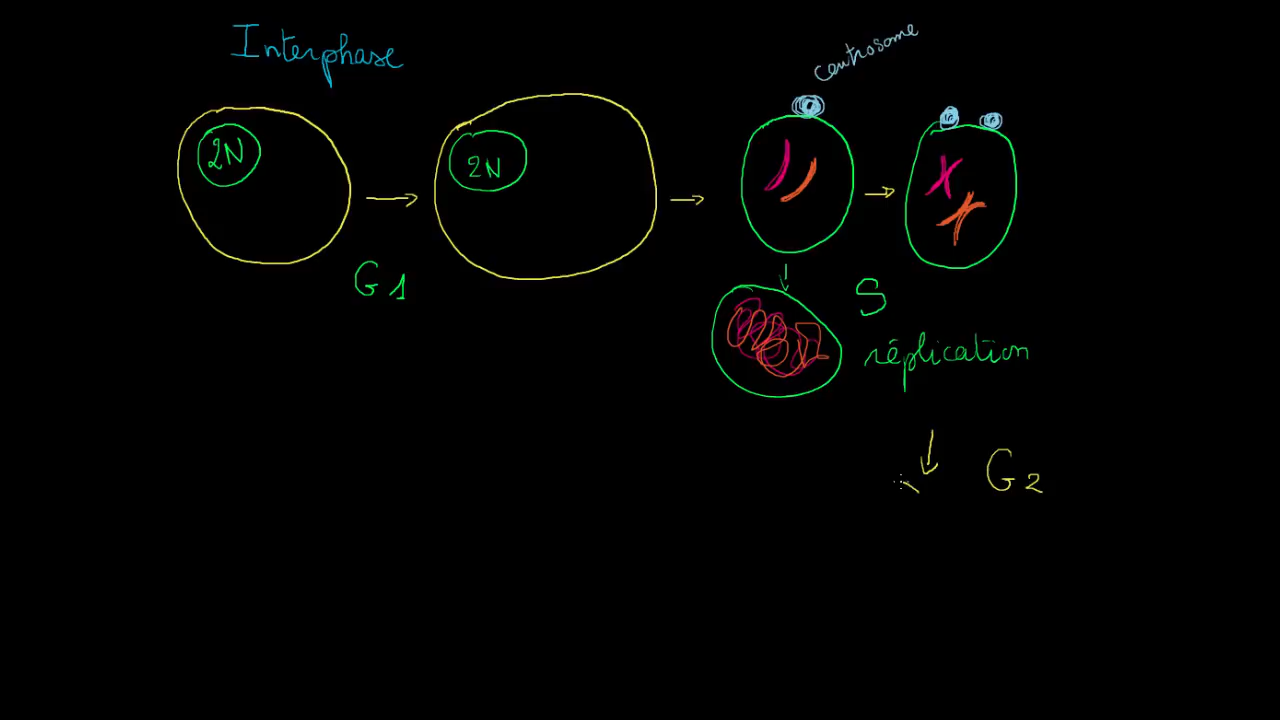 Interphase
centrosome
2N
2N
G1
S
réplication
G2